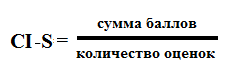 сумма баллов
CI-S =
количество оценок